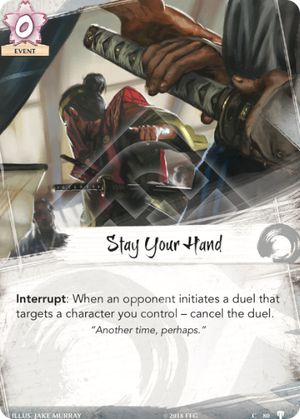 0
EVENT
Stay Your Hand
Interrupt: When an opponent initiates a duel that
targets a character you control – cancel the duel.
"Another time, perhaps."
ILLUS. JAKE MURRAY © 2018 FFG C 80